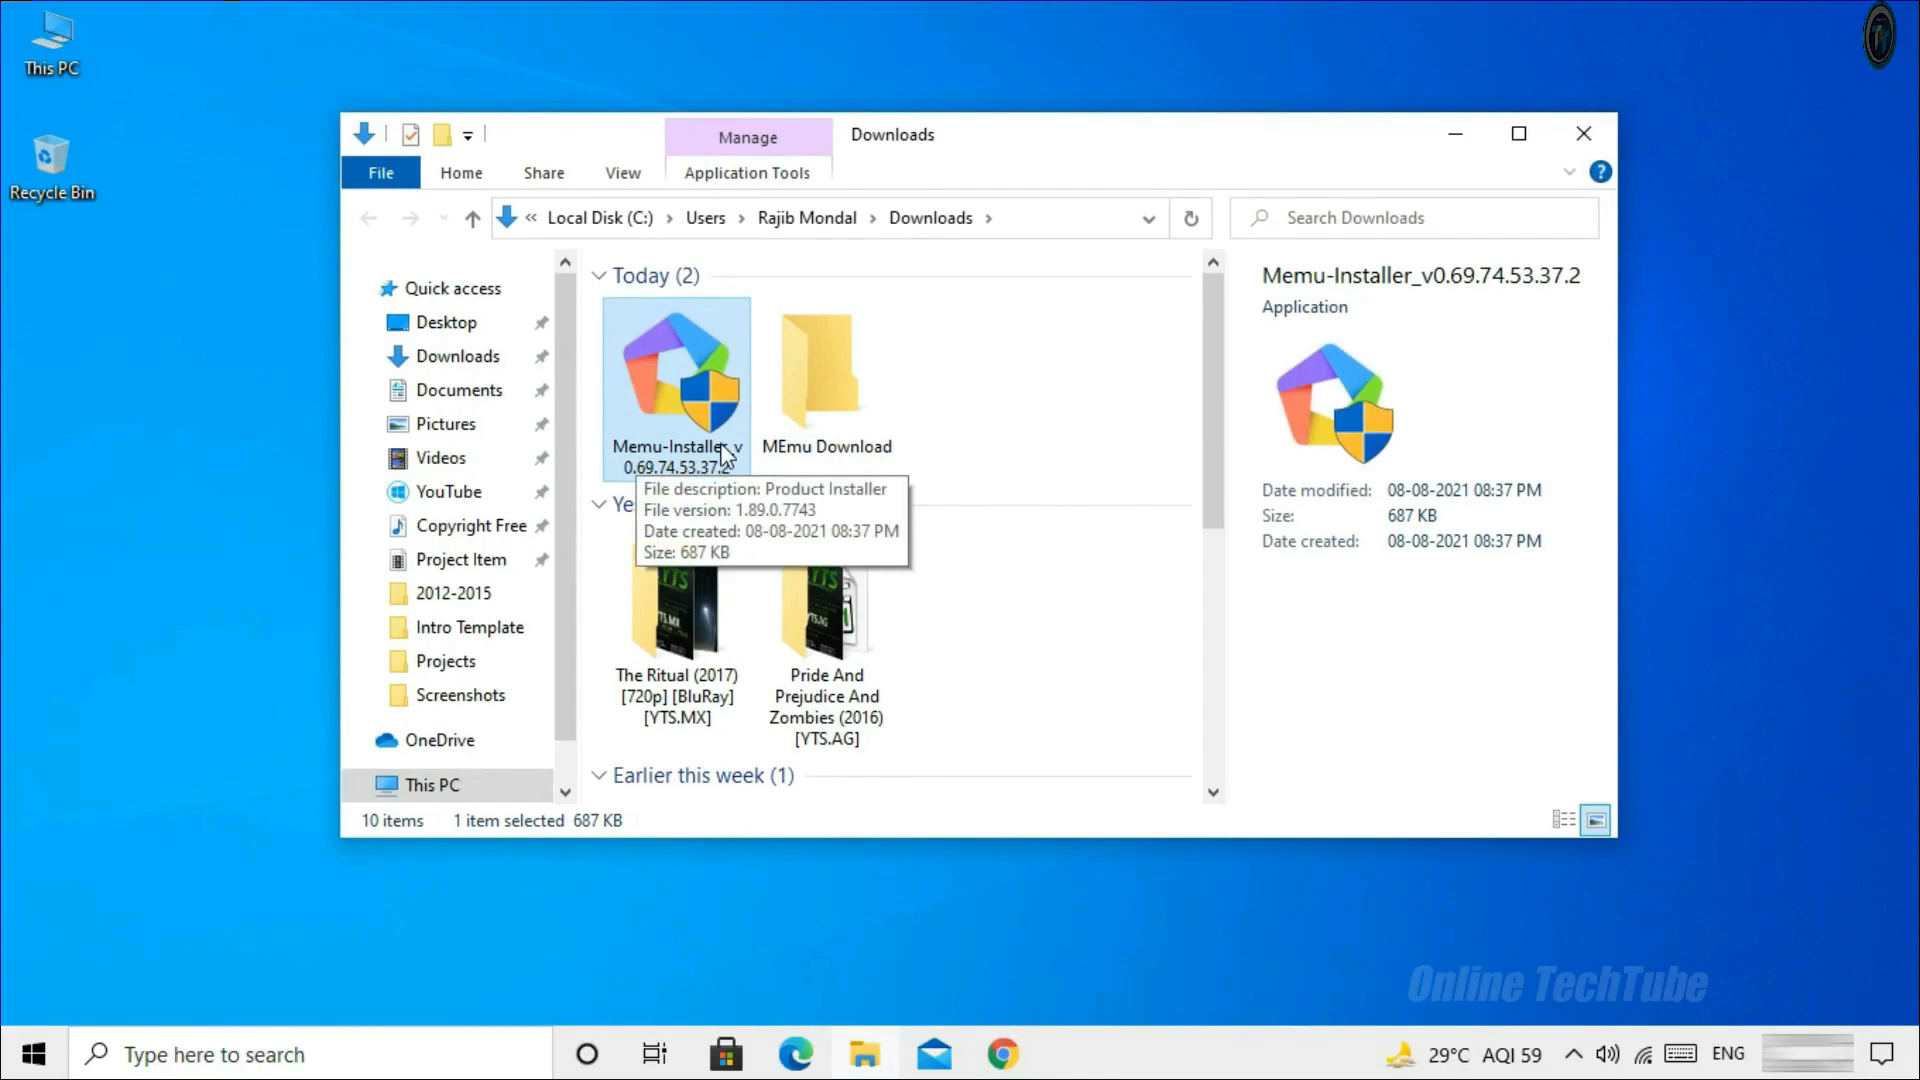 This PC
Recycle Bin
Manage
Downloads
File
Home
Share
View
Application Tools
« Local Disk (C:) › Users › Rajib Mondal › Downloads ›
Search Downloads
Quick access
Desktop
Downloads
Documents
Pictures
Videos
YouTube
Copyright Free
Project Item
2012-2015
Intro Template
Projects
Screenshots
OneDrive
This PC
Today (2)
Memu-Installer_v
0.69.74.53.37.2
MEmu Download
File description: Product Installer
File version: 1.89.0.7743
Date created: 08-08-2021 08:37 PM
Size: 687 KB
YTS
YTS.MX
YTS
YTS.AG
The Ritual (2017)
[720p] [BluRay]
[YTS.MX]
Pride And
Prejudice And
Zombies (2016)
[YTS.AG]
Earlier this week (1)
Memu-Installer_v0.69.74.53.37.2
Application
Date modified: 08-08-2021 08:37 PM
Size: 687 KB
Date created: 08-08-2021 08:37 PM
10 items
1 item selected 687 KB
Online TechTube
Type here to search
29°C AQI 59
ENG